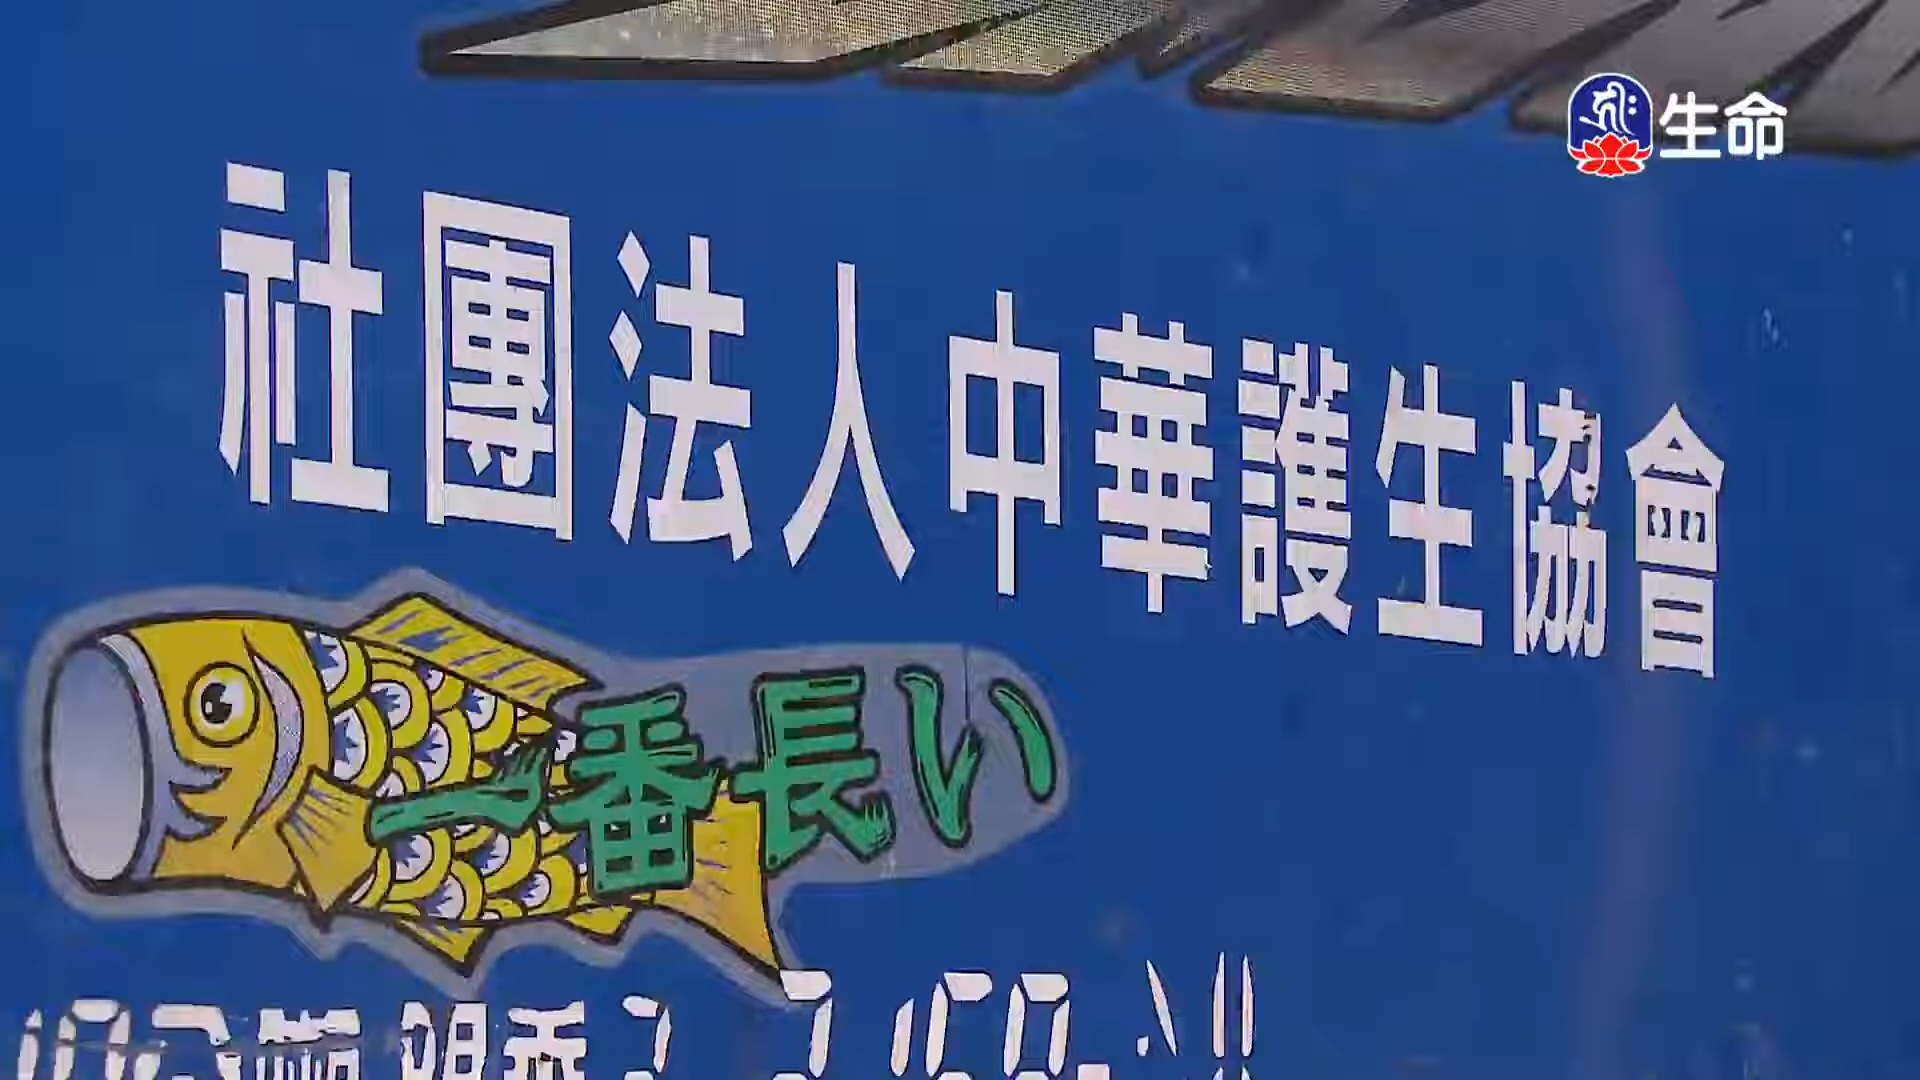 生命
社團法人中華護生協會
一番長い